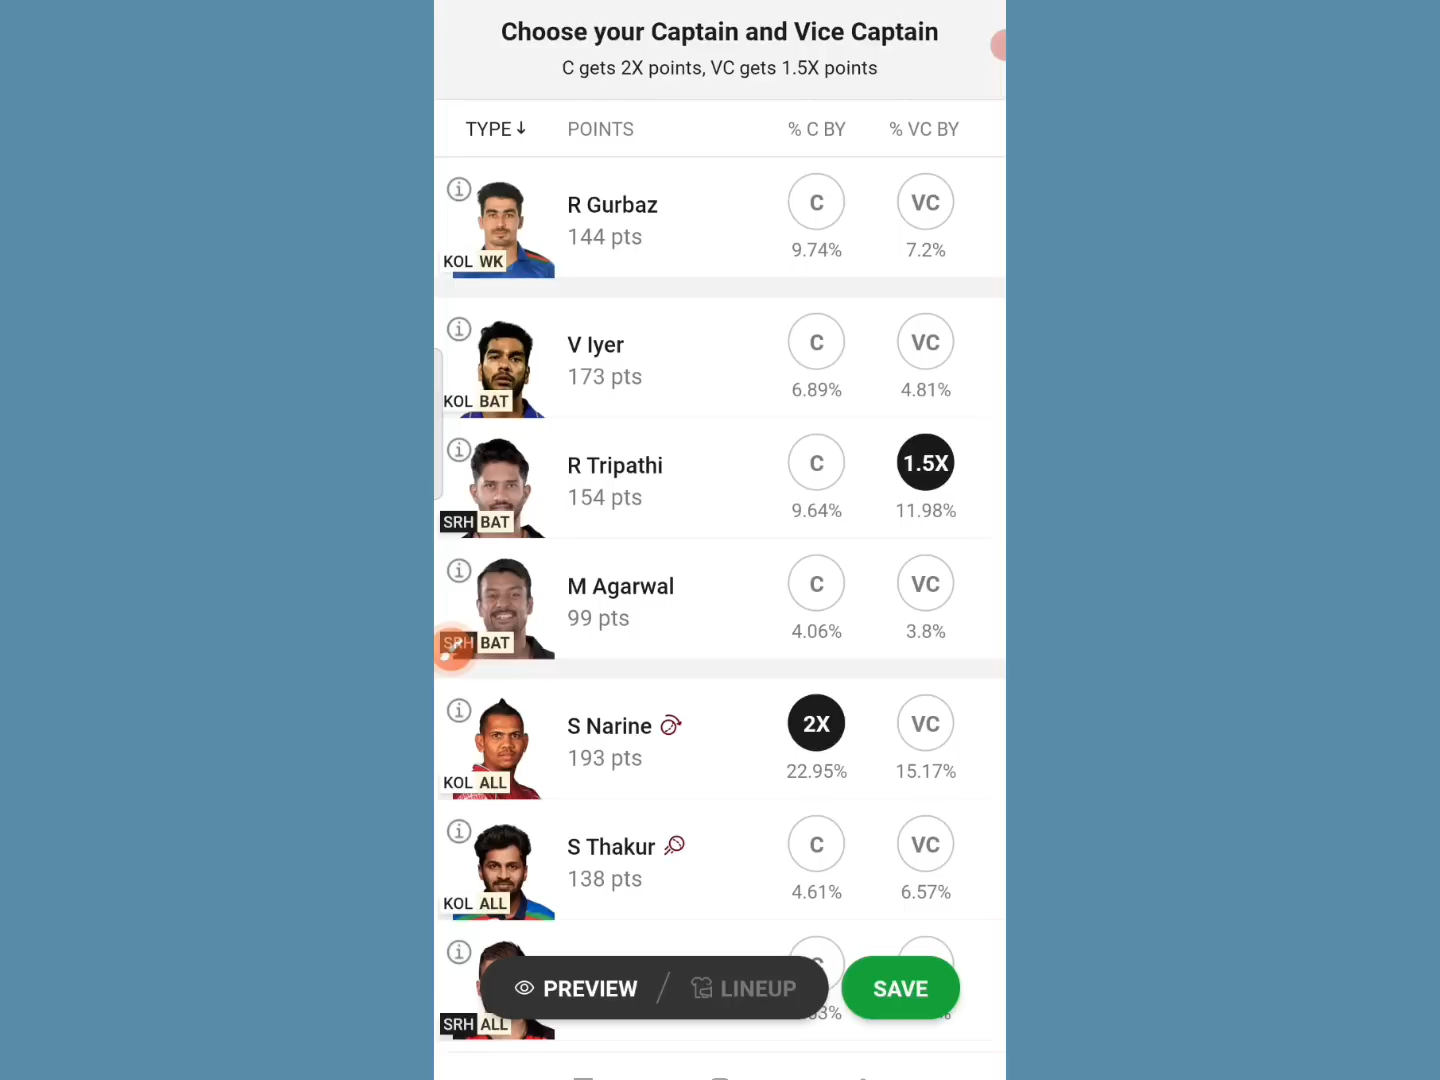 Choose your Captain and Vice Captain
C gets 2X points, VC gets 1.5X points
TYPE↓ POINTS % C BY % VC BY
R Gurbaz C VC
144 pts 9.74% 7.2%
KOL WK
V Iyer C VC
173 pts 6.89% 4.81%
KOL BAT
R Tripathi C 1.5X
154 pts 9.64% 11.98%
SRH BAT
M Agarwal C VC
99 pts 4.06% 3.8%
SRH BAT
S Narine 2X VC
193 pts 22.95% 15.17%
KOL ALL
S Thakur C VC
138 pts 4.61% 6.57%
KOL ALL
PREVIEW / LINEUP SAVE
SRH ALL